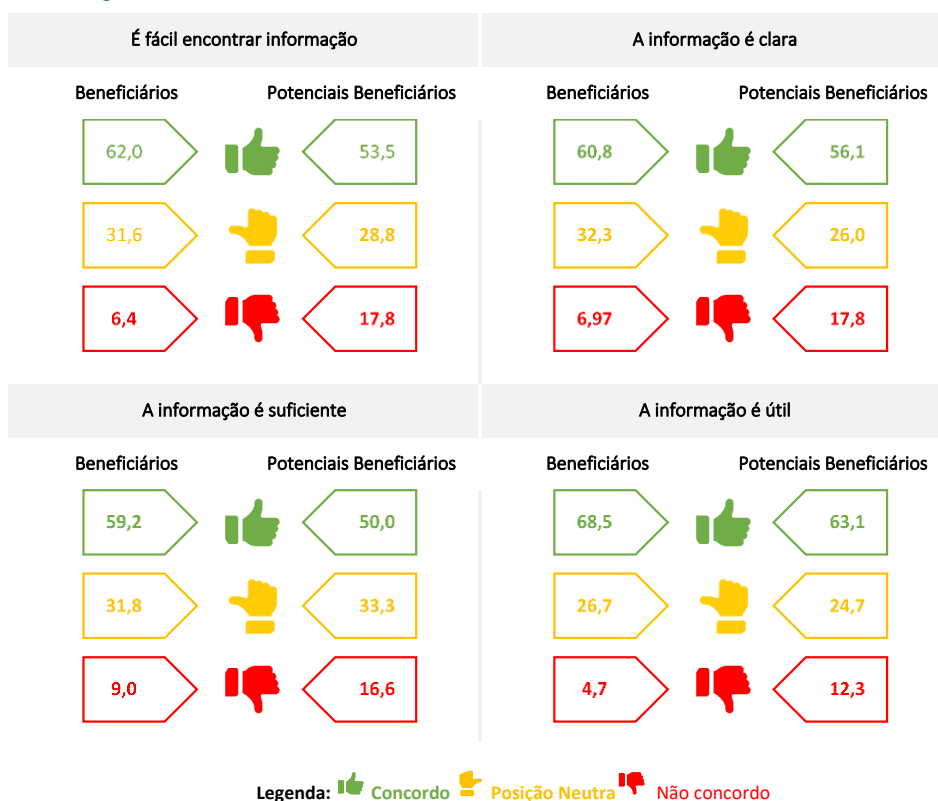 É fácil encontrar informação
A informação é clara
Beneficiários Potenciais Beneficiários
Beneficiários Potenciais Beneficiários
62,0 53,5
60,8 56,1
31,6 28,8
32,3 26,0
6,4 17,8
6,97 17,8
A informação é suficiente
A informação é útil
Beneficiários Potenciais Beneficiários
Beneficiários Potenciais Beneficiários
59,2 50,0
68,5 63,1
31,8 33,3
26,7 24,7
9,0 16,6
4,7 12,3
Legenda: Concordo Posição Neutra Não concordo